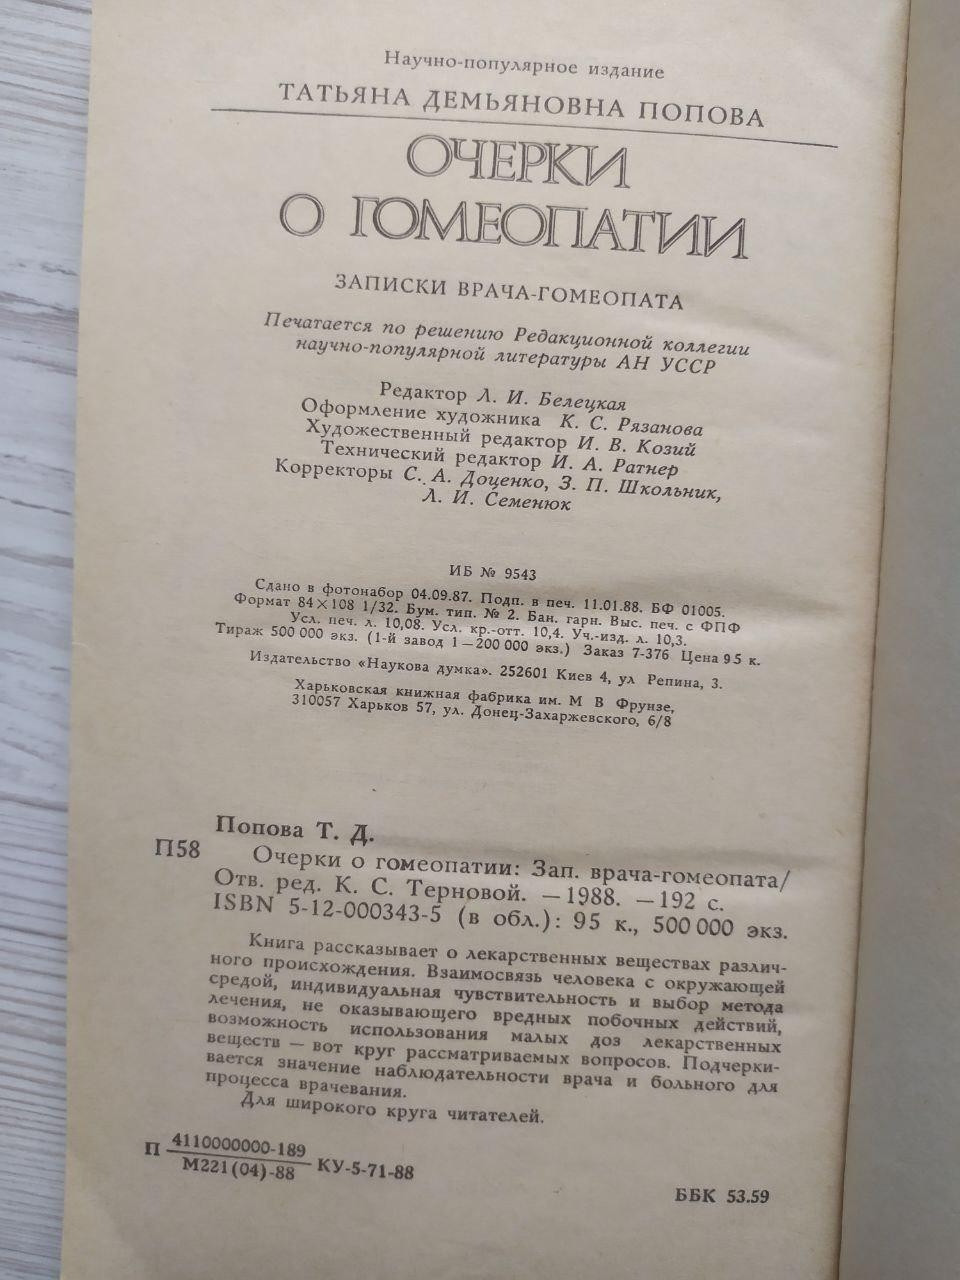 Научно-популярное издание
ТАТЬЯНА ДЕМЬЯНОВНА ПОПОВА
ОЧЕРКИ
О ГОМЕОПАТИИ
ЗАПИСКИ ВРАЧА-ГОМЕОПАТА
Печатается по решению Редакционной коллегии
научно-популярной литературы АН УССР
Редактор Л. И. Белецкая
Оформление художника К. С. Рязанова
Художественный редактор И. В. Козий
Технический редактор И. А. Ратнер
Корректоры С. А. Доценко, З. П. Школьник,
Л. И. Семенюк
ИБ № 9543
Сдано в фотонабор 04.09.87. Подп. в печ. 11.01.88. БФ 01005.
Формат 84×108 1/32. Бум. тип. № 2. Бан. гарн. Выс. печ. с ФПФ
Усл. печ. л. 10,08. Усл. кр.-отт. 10,4. Уч.-изд. л. 10,3.
Тираж 500 000 экз. (1-й завод 1—200 000 экз.) Заказ 7-376 Цена 95 к.
Издательство «Наукова думка». 252601 Киев 4, ул Репина, 3.
Харьковская книжная фабрика им. М В Фрунзе,
310057 Харьков 57, ул. Донец-Захаржевского, 6/8
Попова Т. Д.
П58 Очерки о гомеопатии: Зап. врача-гомеопата/
Отв. ред. К. С. Терновой. —1988. —192 с.
ISBN 5-12-000343-5 (в обл.): 95 к., 500 000 экз.
Книга рассказывает о лекарственных веществах различ-
ного происхождения. Взаимосвязь человека с окружающей
средой, индивидуальная чувствительность и выбор метода
лечения, не оказывающего вредных побочных действий,
возможность использования малых доз лекарственных
веществ — вот круг рассматриваемых вопросов. Подчерки-
вается значение наблюдательности врача и больного для
процесса врачевания.
Для широкого круга читателей.
П 4110000000-189
М221(04)-88 КУ-5-71-88
ББК 53.59